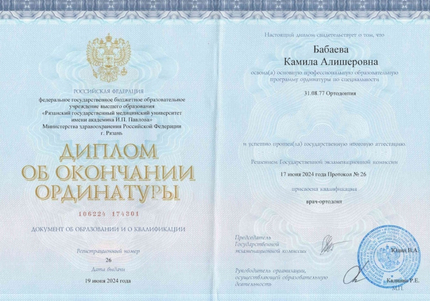 РОССИЙСКАЯ ФЕДЕРАЦИЯ
федеральное государственное бюджетное образовательное
учреждение высшего образования
«Рязанский государственный медицинский университет
имени академика И.П. Павлова»
Министерства здравоохранения Российской Федерации
г. Рязань
ДИПЛОМ
ОБ ОКОНЧАНИИ
ОРДИНАТУРЫ
106224 174301
ДОКУМЕНТ ОБ ОБРАЗОВАНИИ И О КВАЛИФИКАЦИИ
Регистрационный номер
26
Дата выдачи
19 июня 2024 года
Настоящий диплом свидетельствует о том, что
Бабаева
Камила Алишеровна
освоил(а) основную профессиональную образовательную
программу ординатуры по специальности
31.08.77 Ортодонтия
и успешно прошел(а) государственную итоговую аттестацию
Решением Государственной экзаменационной комиссии
17 июня 2024 года Протокол № 26
присвоена квалификация
врач-ортодонт
Председатель
Государственной
экзаменационной комиссии
Руководитель организации,
осуществляющей образовательную
деятельность
Калинин Р.Е.
М.П.